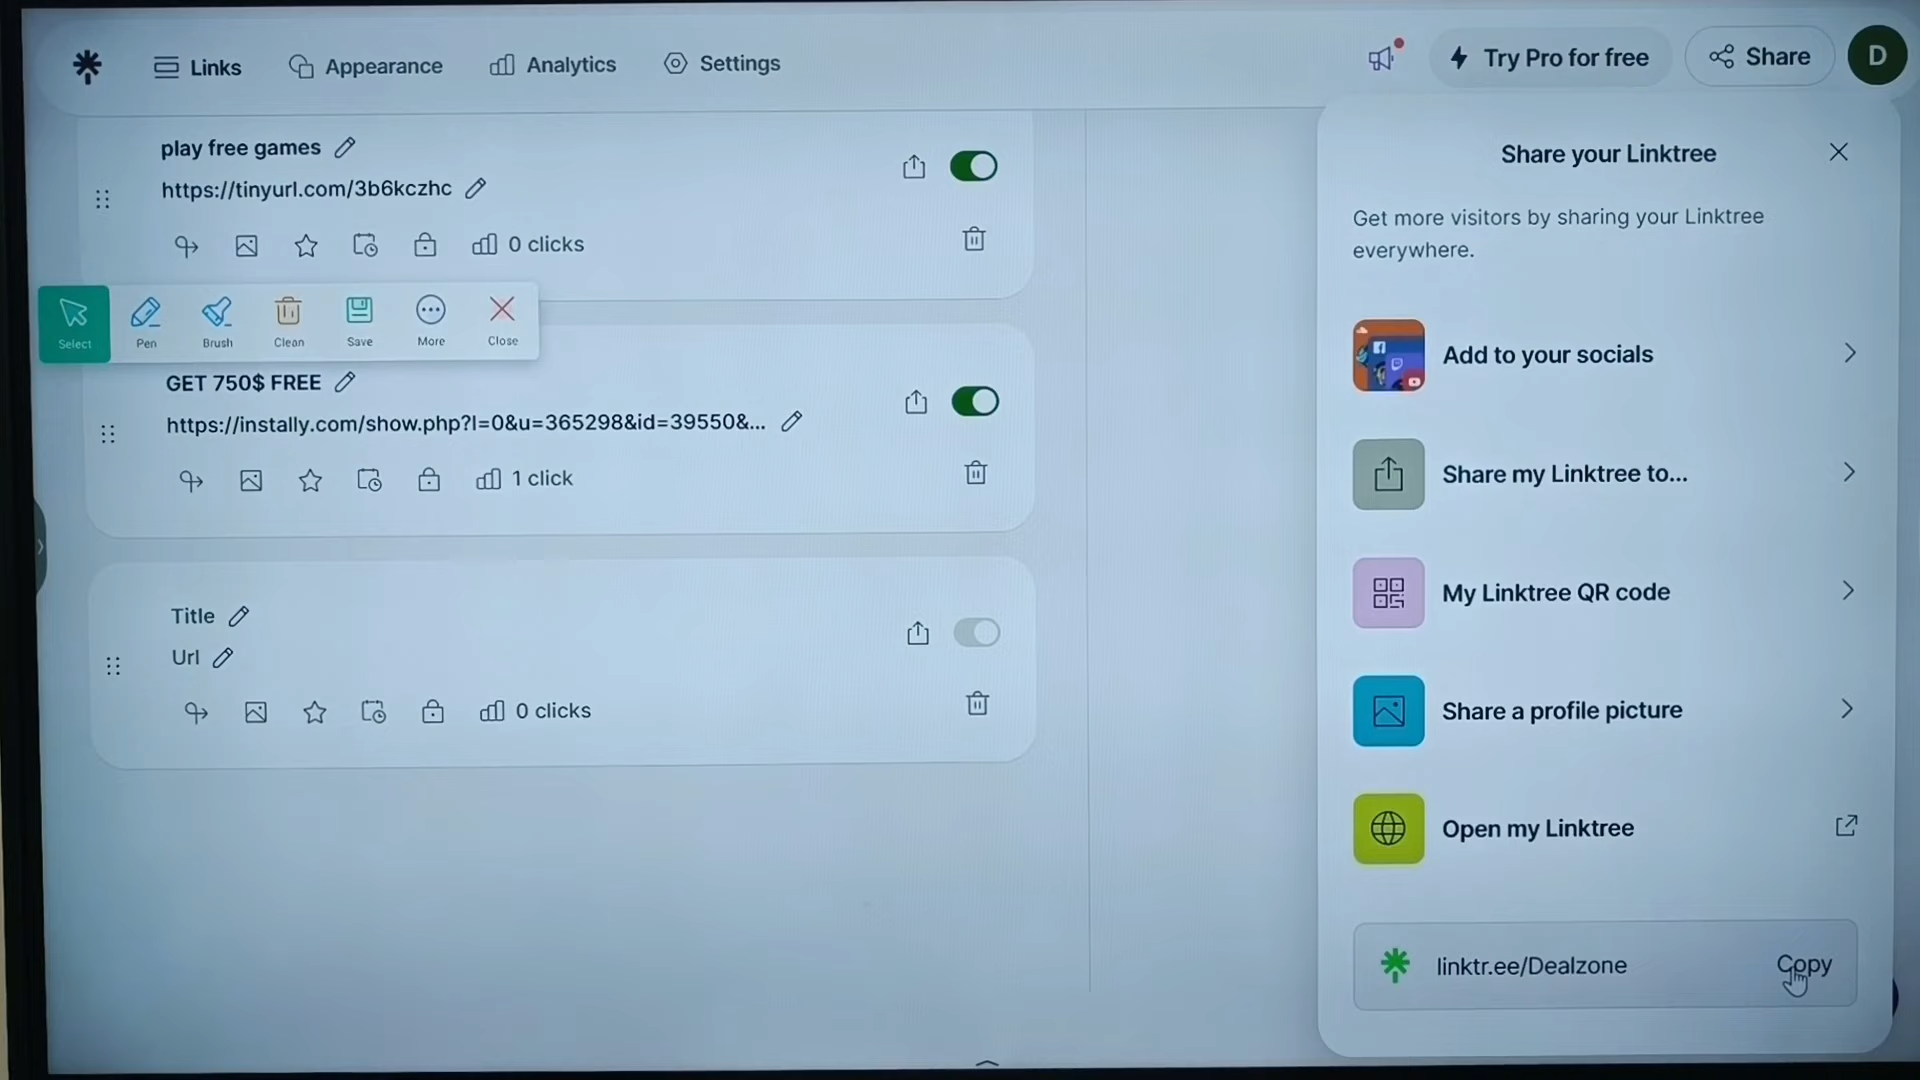 Links
Appearance
Analytics
Settings
Try Pro for free
Share
D
play free games
https://tinyurl.com/3b6kczhc
0 clicks
Select
Pen
Brush
Clean
Save
More
Close
GET 750$ FREE
https://instally.com/show.php?l=0&u=365298&id=39550&...
1 click
Title
Url
0 clicks
Share your Linktree
Get more visitors by sharing your Linktree
everywhere.
Add to your socials
Share my Linktree to...
My Linktree QR code
Share a profile picture
Open my Linktree
linktr.ee/Dealzone
Copy